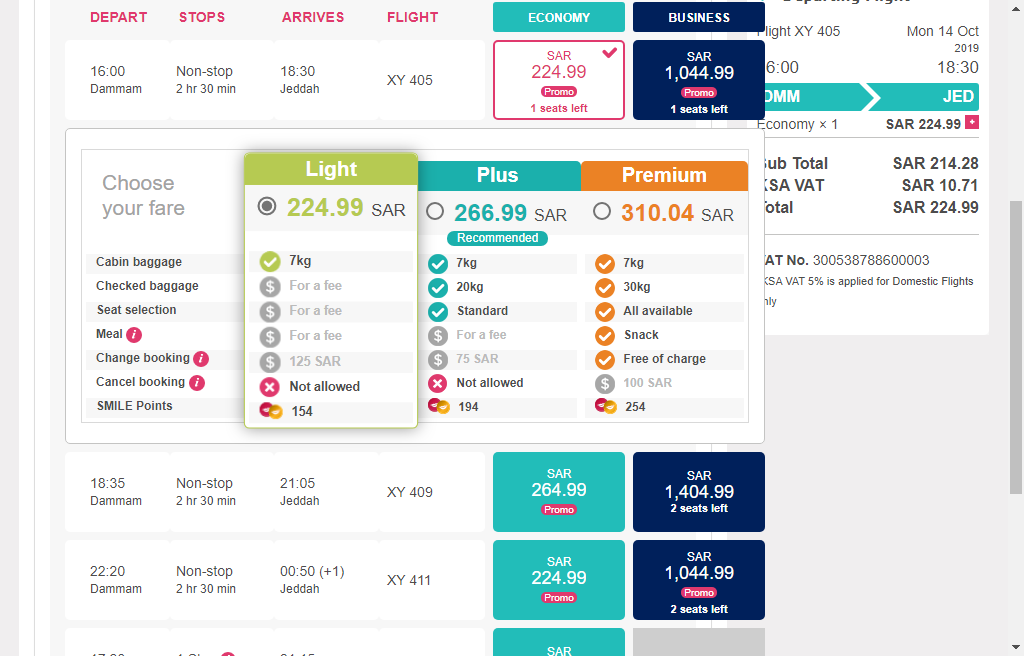 DEPART STOPS ARRIVES FLIGHT ECONOMY BUSINESS
16:00 Non-stop 18:30 XY 405
Dammam 2 hr 30 min Jeddah
SAR
224.99
Promo
1 seats left
SAR
1,044.99
Promo
1 seats left
Choose
your fare
Light Plus Premium
224.99 SAR 266.99 SAR 310.04 SAR
Recommended
Cabin baggage 7kg 7kg 7kg
Checked baggage For a fee 20kg 30kg
Seat selection For a fee Standard All available
Meal i For a fee For a fee Snack
Change booking i 125 SAR 75 SAR Free of charge
Cancel booking i Not allowed Not allowed 100 SAR
SMILE Points 154 194 254
18:35 Non-stop 21:05 XY 409
Dammam 2 hr 30 min Jeddah
SAR
264.99
Promo
SAR
1,404.99
2 seats left
22:20 Non-stop 00:50 (+1) XY 411
Dammam 2 hr 30 min Jeddah
SAR
224.99
Promo
SAR
1,044.99
Promo
2 seats left
SAR
light XY 405 Mon 14 Oct
2019
6:00 18:30
DMM JED
Economy × 1 SAR 224.99 +
Sub Total SAR 214.28
KSA VAT SAR 10.71
Total SAR 224.99
VAT No. 300538788600003
KSA VAT 5% is applied for Domestic Flights
only